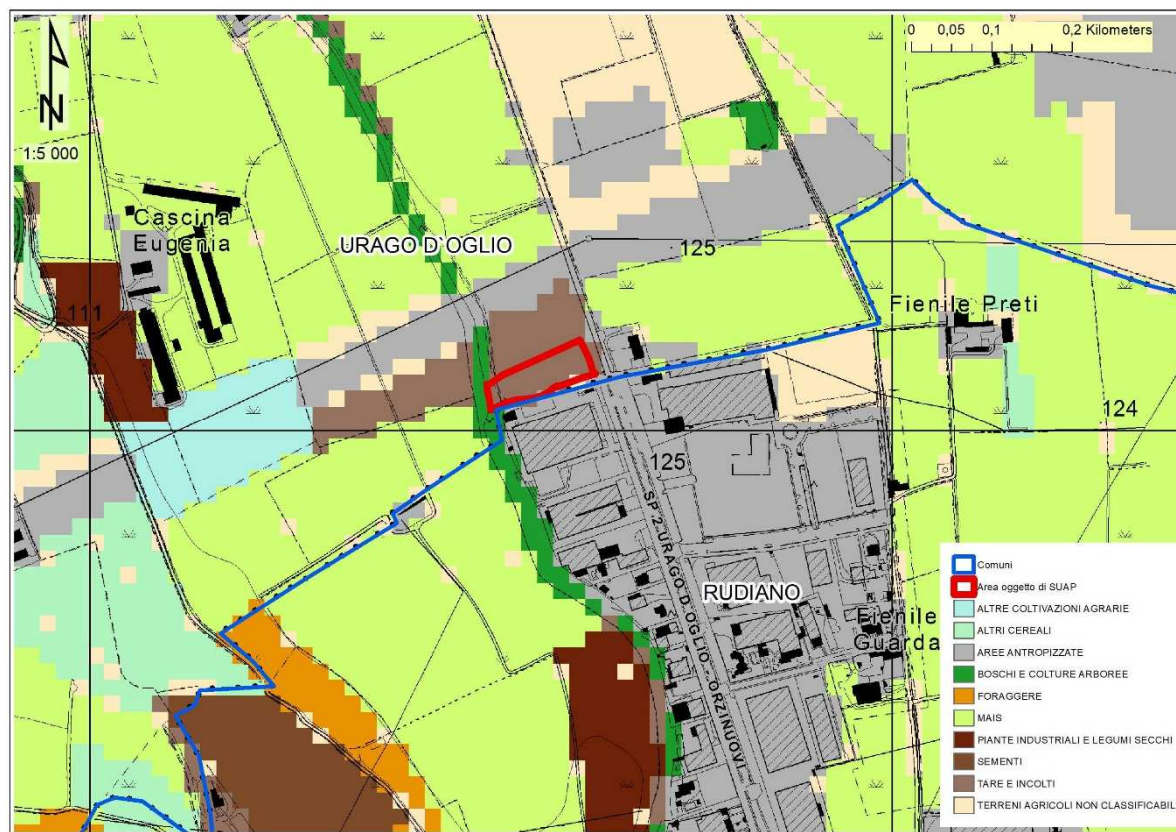 0 0,05 0,1 0,2 Kilometers
N
1:5 000
Cascina
Eugenia
URAGO D'OGLIO
125
111
Fienile Preti
124
125
SP.2 URAGO D'OGLIO-ORZINUOVI
RUDIANO
Fienile
Guarda
Comuni
Area oggetto di SUAP
ALTRE COLTIVAZIONI AGRARIE
ALTRI CEREALI
AREE ANTROPIZZATE
BOSCHI E COLTURE ARBOREE
FORAGGERE
MAIS
PIANTE INDUSTRIALI E LEGUMI SECCHI
SEMENTI
TARE E INCOLTI
TERRENI AGRICOLI NON CLASSIFICABIL